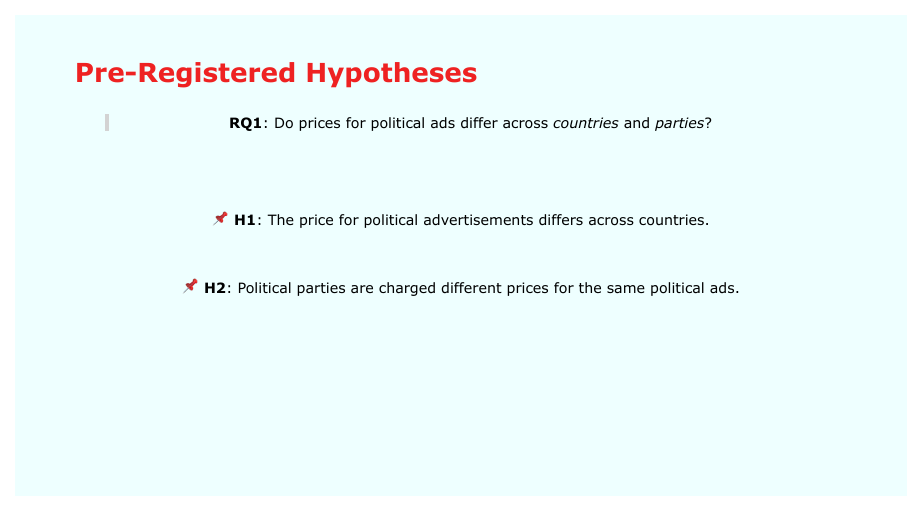 Pre-Registered Hypotheses
RQ1: Do prices for political ads differ across countries and parties?
H1: The price for political advertisements differs across countries.
H2: Political parties are charged different prices for the same political ads.